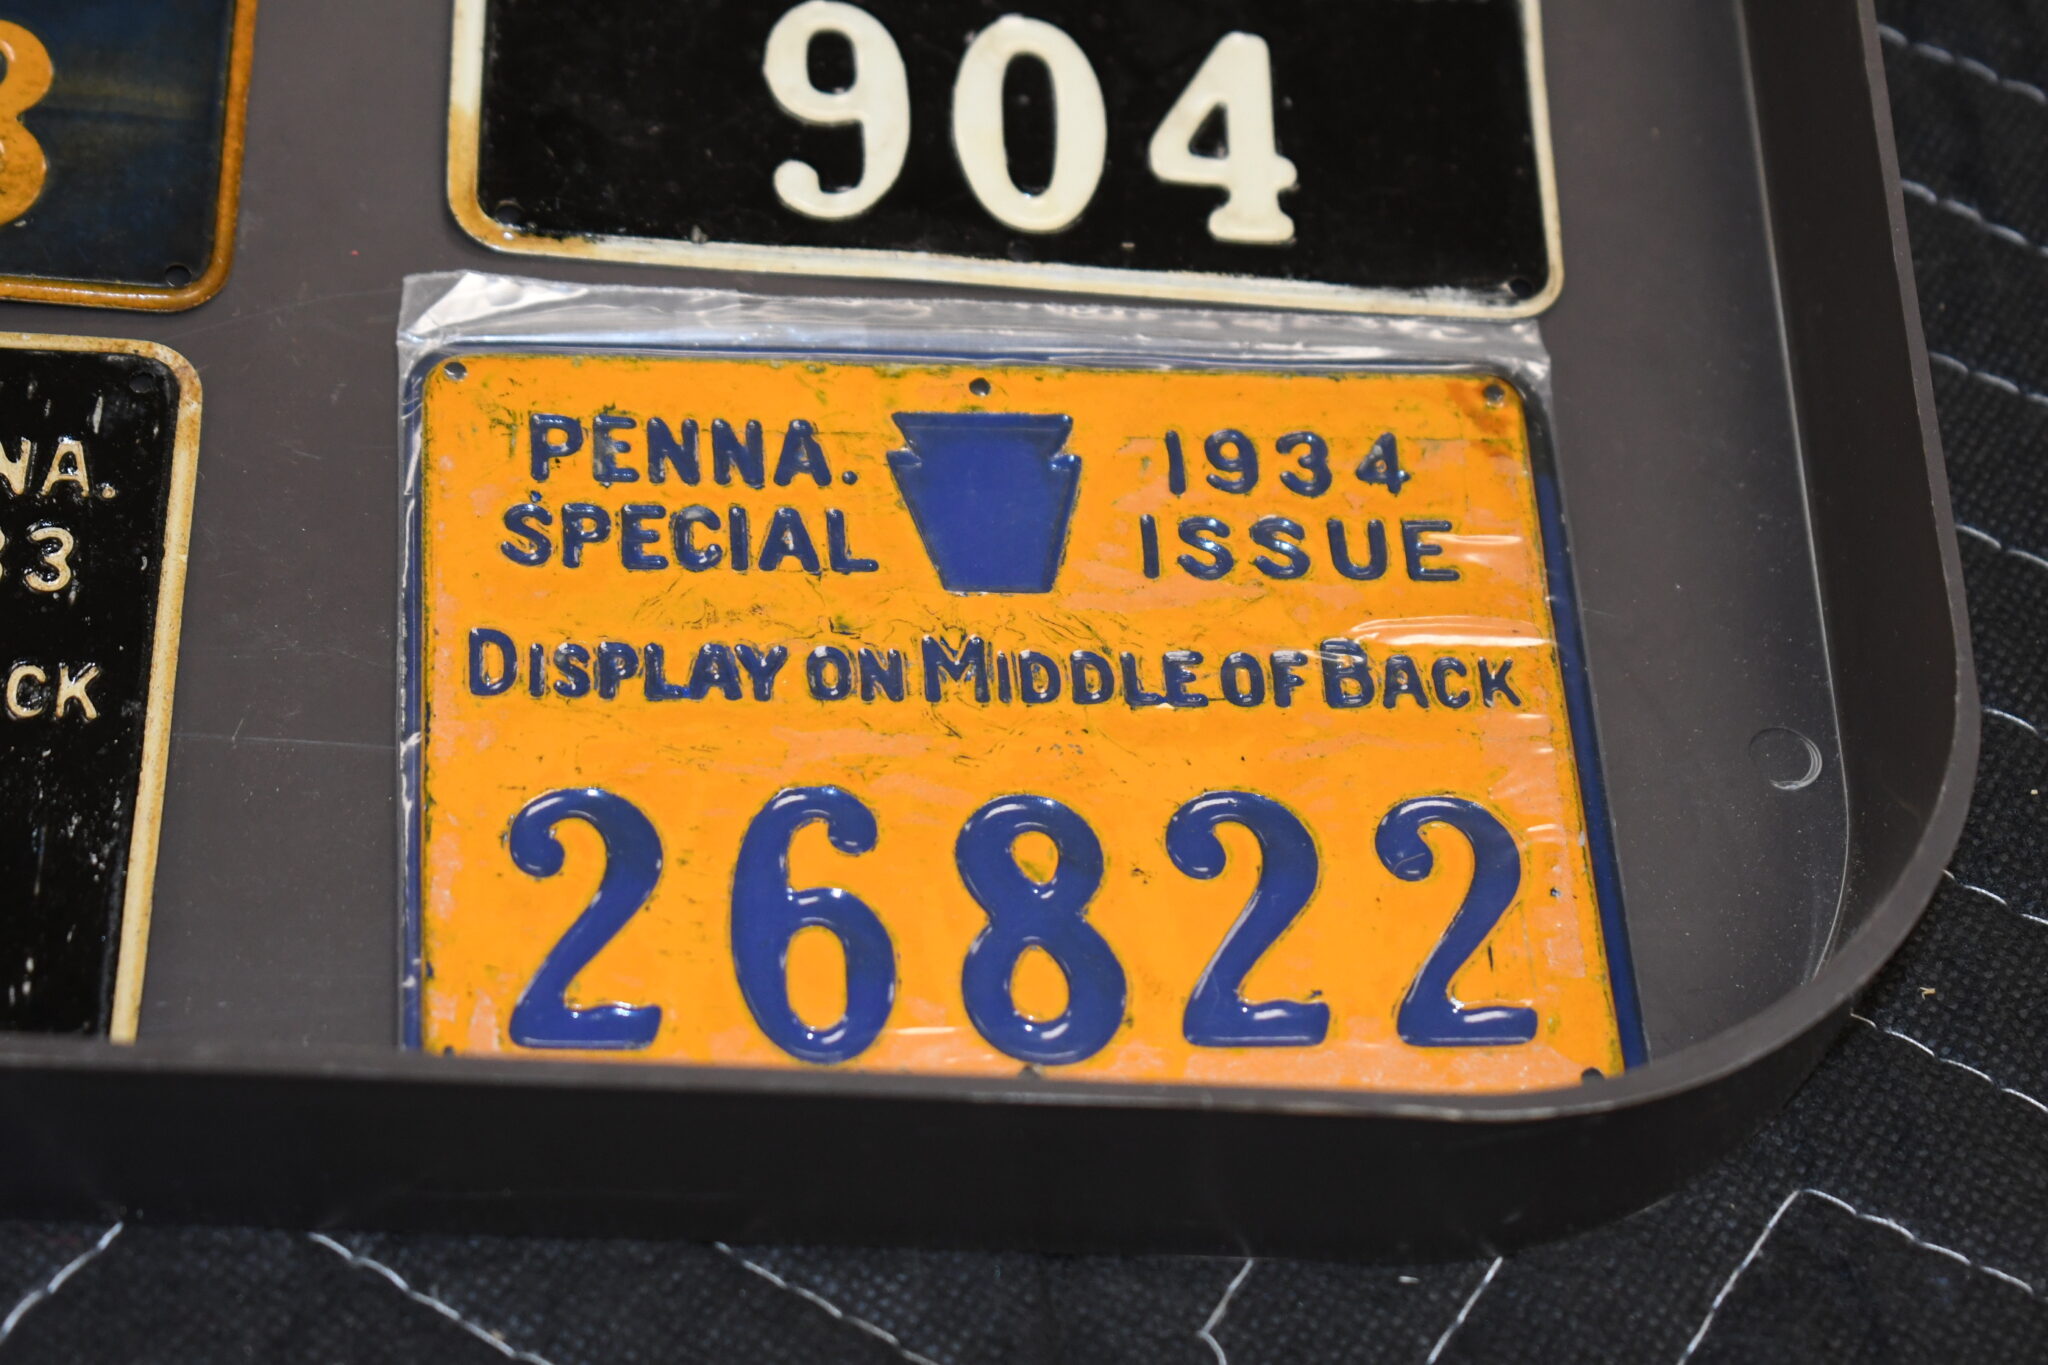 904
PENNA.
SPECIAL
1934
ISSUE
DISPLAY ON MIDDLE OF BACK
26822
NA.
33
CK